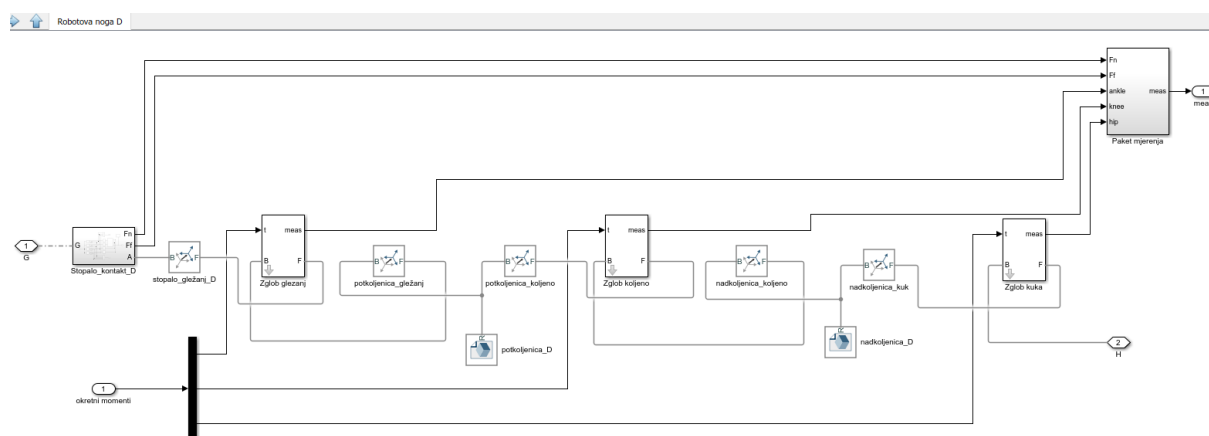 Robotova noga D
Fn
Ff
ankle
knee
hip
meas
Paket mjerenja
1
mea
1
G
G
Fn
Ff
A
Stopalo_kontakt_D
B
F
stopalo_gležanj_D
t
meas
B
F
Zglob glezanj
B
F
potkoljenica_gležanj
B
F
potkoljenica_koljeno
R
potkoljenica_D
t
meas
B
F
Zglob koljeno
B
F
nadkoljenica_koljeno
B
F
nadkoljenica_kuk
R
nadkoljenica_D
t
meas
B
F
Zglob kuka
2
H
1
okretni momenti